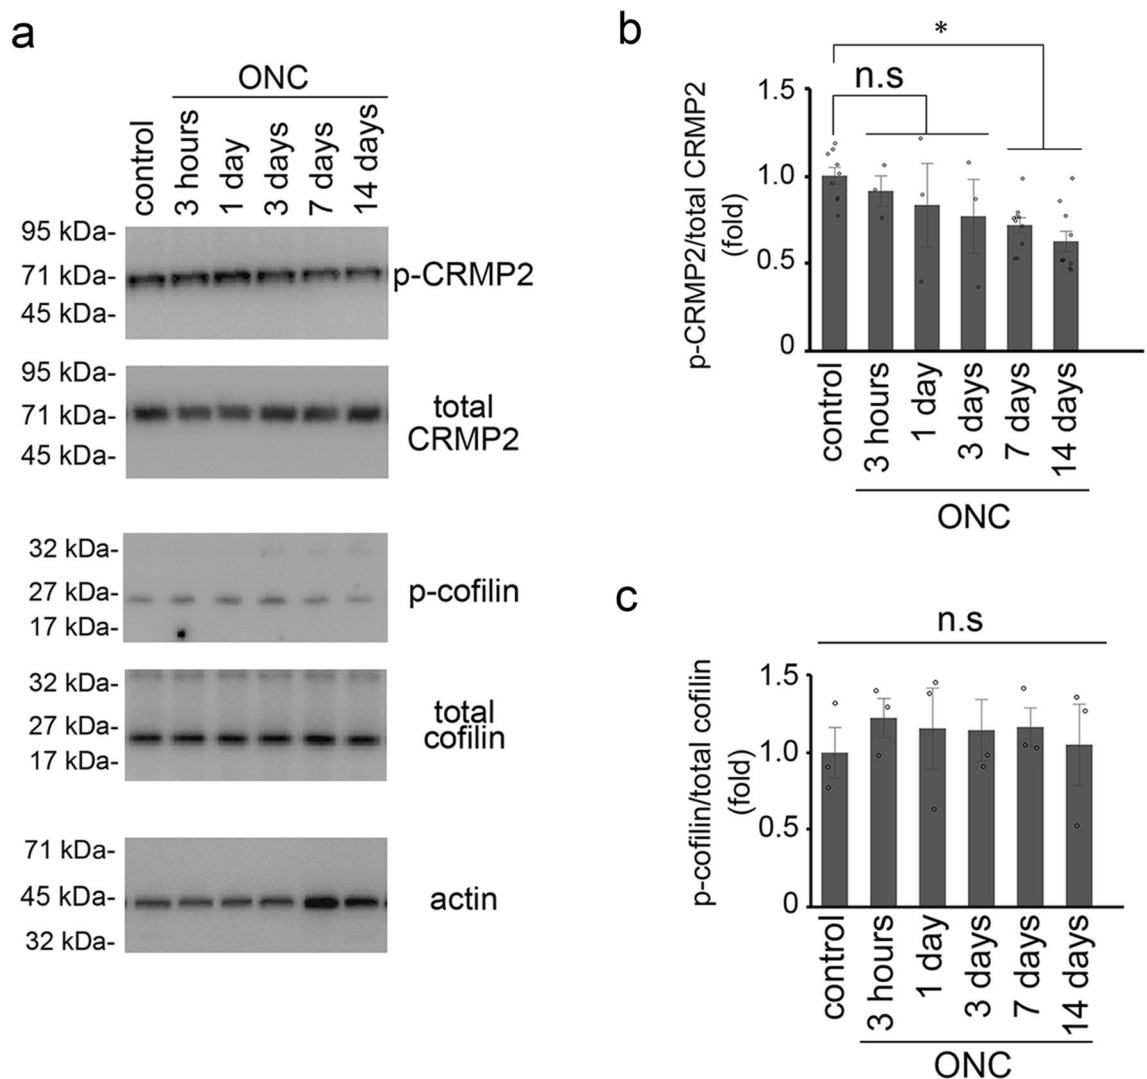 a
ONC
control
3 hours
1 day
3 days
7 days
14 days
95 kDa-
71 kDa-
45 kDa-
p-CRMP2
95 kDa-
71 kDa-
45 kDa-
total
CRMP2
32 kDa-
27 kDa-
17 kDa-
p-cofilin
32 kDa-
27 kDa-
17 kDa-
total
cofilin
71 kDa-
45 kDa-
32 kDa-
actin
b
*
n.s
p-CRMP2/total CRMP2
(fold)
1.5
1.0
0.5
0
control
3 hours
1 day
3 days
7 days
14 days
ONC
c
n.s
p-cofilin/total cofilin
(fold)
1.5
1.0
0.5
0
control
3 hours
1 day
3 days
7 days
14 days
ONC